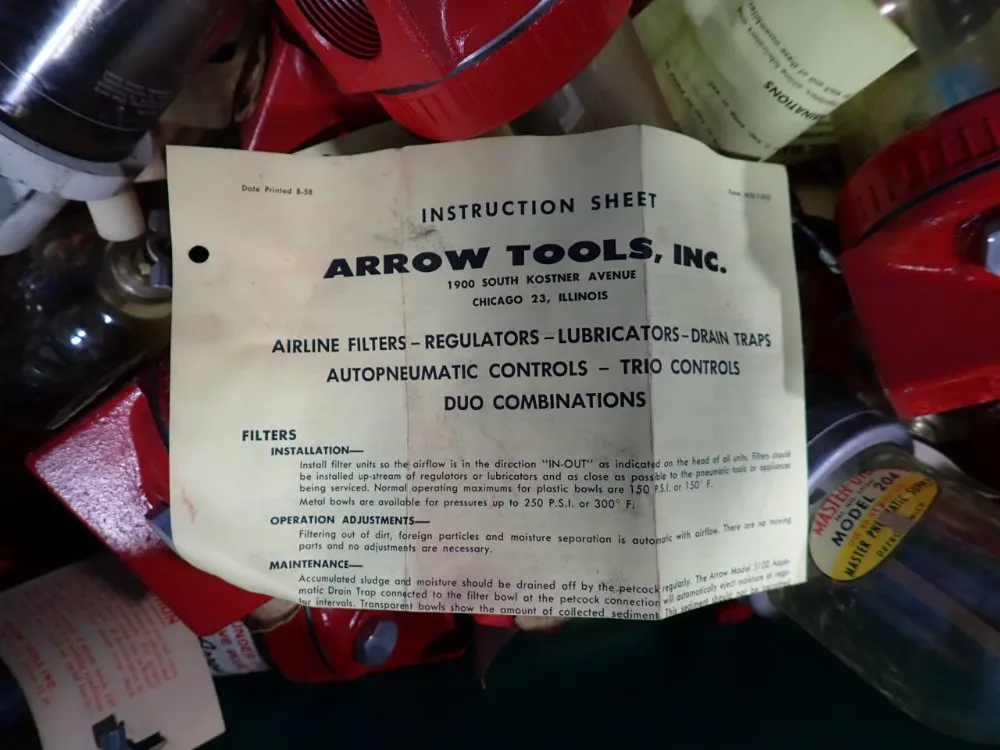 Date Printed 8-58
INSTRUCTION SHEET
ARROW TOOLS, INC.
1900 SOUTH KOSTNER AVENUE
CHICAGO 23, ILLINOIS
AIRLINE FILTERS – REGULATORS – LUBRICATORS – DRAIN TRAPS
AUTOPNEUMATIC CONTROLS – TRIO CONTROLS
DUO COMBINATIONS
FILTERS
INSTALLATION—
Install filter units so the airflow is in the direction "IN-OUT" as indicated on the head of all units. Filters should
be installed up-stream of regulators or lubricators and as close as possible to the pneumatic tools or appliances
being serviced. Normal operating maximums for plastic bowls are 150 P.S.I. or 150° F.
Metal bowls are available for pressures up to 250 P.S.I. or 300° F.
OPERATION ADJUSTMENTS—
Filtering out of dirt, foreign particles and moisture separation is automatic with airflow. There are no moving
parts and no adjustments are necessary.
MAINTENANCE—
Accumulated sludge and moisture should be drained off by the petcock regularly. The Arrow Model 5100 Auto-
matic Drain Trap connected to the filter bowl at the petcock connection will automatically eject moisture at regu-
lar intervals. Transparent bowls show the amount of collected sediment. This sediment should not be permitted
MODEL 204
MASTER PNEUMATIC